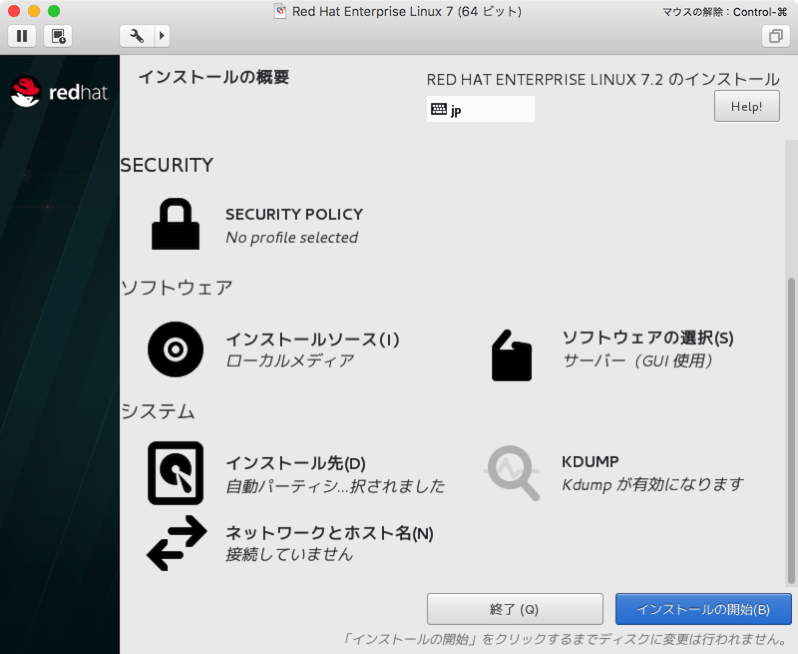 Red Hat Enterprise Linux 7 (64 ビット)
マウスの解除：Control-⌘
redhat.
インストールの概要
RED HAT ENTERPRISE LINUX 7.2 のインストール
jp
Help!
SECURITY
SECURITY POLICY
No profile selected
ソフトウェア
インストールソース(I)
ローカルメディア
ソフトウェアの選択(S)
サーバー（GUI 使用）
システム
インストール先(D)
自動パーティシ...択されました
KDUMP
Kdump が有効になります
ネットワークとホスト名(N)
接続していません
終了 (Q)
インストールの開始(B)
「インストールの開始」をクリックするまでディスクに変更は行われません。